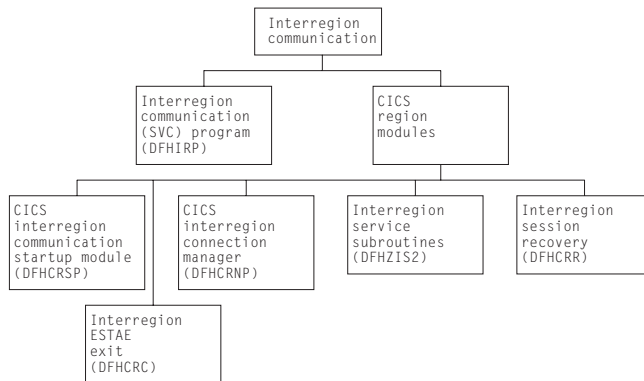 Interregion
communication
Interregion
communication
(SVC) program
(DFHIRP)
CICS
region
modules
CICS
interregion
communication
startup module
(DFHCRSP)
CICS
interregion
connection
manager
(DFHCRNP)
Interregion
service
subroutines
(DFHZIS2)
Interregion
session
recovery
(DFHCRR)
Interregion
ESTAE
exit
(DFHCRC)